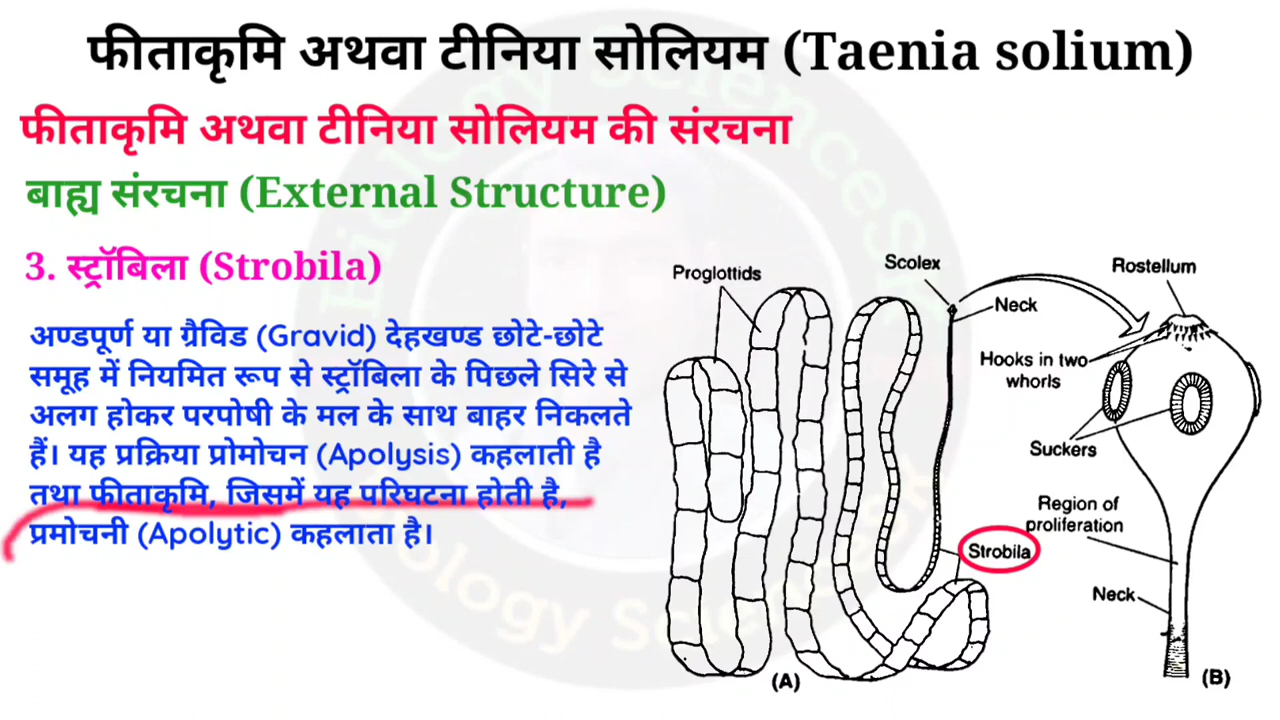 फीताकृमि अथवा टीनिया सोलियम (Taenia solium)
फीताकृमि अथवा टीनिया सोलियम की संरचना
बाह्य संरचना (External Structure)
3. स्ट्रॉबिला (Strobila)
अण्डपूर्ण या ग्रैविड (Gravid) देहखण्ड छोटे-छोटे
समूह में नियमित रूप से स्ट्रॉबिला के पिछले सिरे से
अलग होकर परपोषी के मल के साथ बाहर निकलते
हैं। यह प्रक्रिया प्रोमोचन (Apolysis) कहलाती है
तथा फीताकृमि, जिसमें यह परिघटना होती है,
प्रमोचनी (Apolytic) कहलाता है।
Proglottids
Scolex
Neck
Strobila
(A)
Rostellum
Hooks in two
whorls
Suckers
Region of
proliferation
Neck
(B)